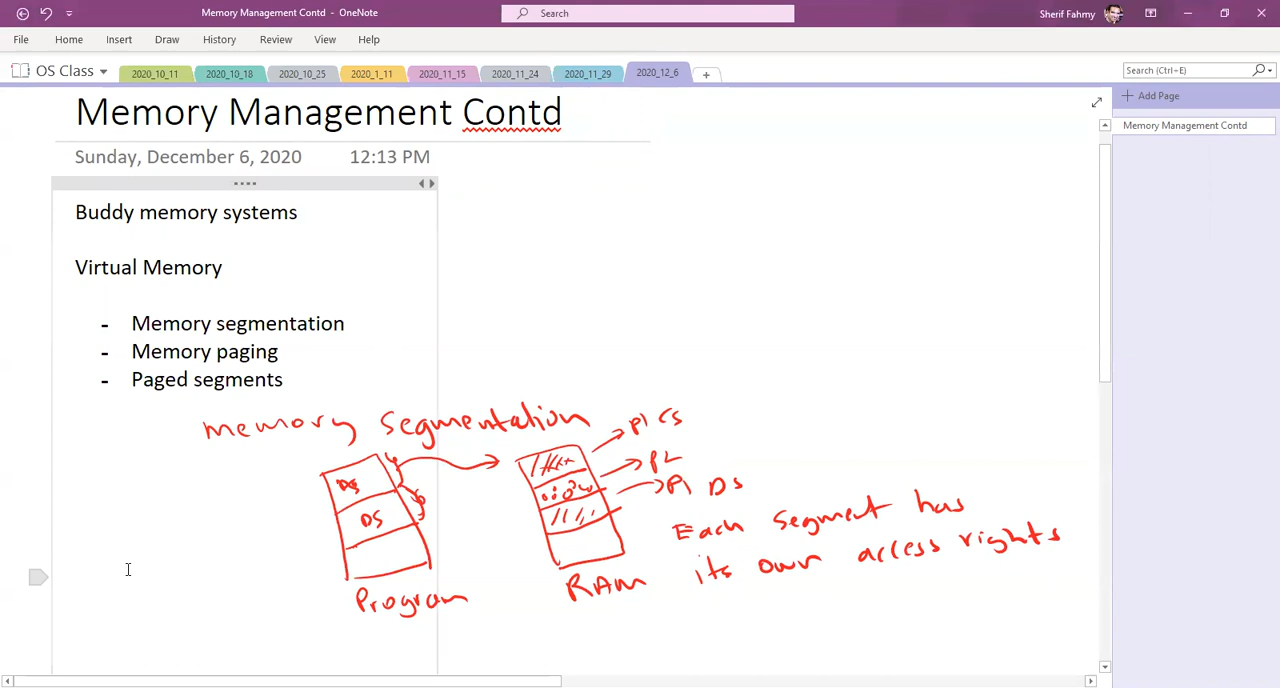 Memory Management Contd - OneNote
Search
Sherif Fahmy
File Home Insert Draw History Review View Help
OS Class
2020_10_11 2020_10_18 2020_10_25 2020_1_11 2020_11_15 2020_11_24 2020_11_29 2020_12_6
Search (Ctrl+E)
Add Page
Memory Management Contd
Memory Management Contd
Sunday, December 6, 2020 12:13 PM
Buddy memory systems
Virtual Memory
- Memory segmentation
- Memory paging
- Paged segments
memory segmentation
P1 CS
P2
P1 DS
DS
Each segment has
its own access rights
Program
RAM